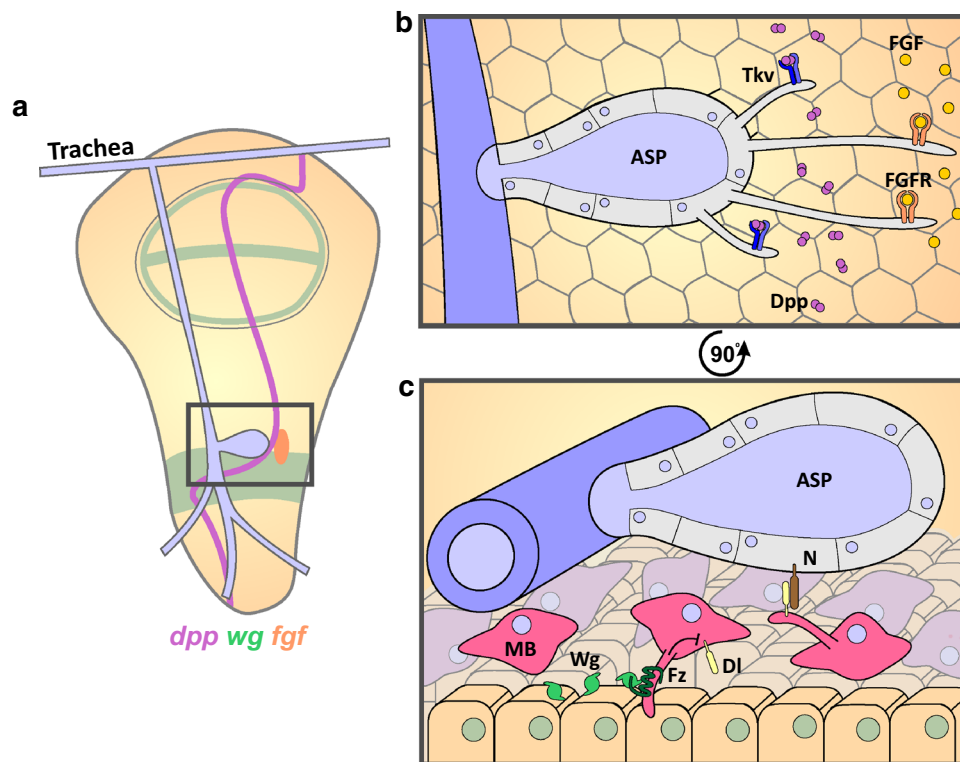 a
Trachea
dpp wg fgf
b
FGF
Tkv
ASP
FGFR
Dpp
90°
c
ASP
N
MB
Wg
Fz
Dl